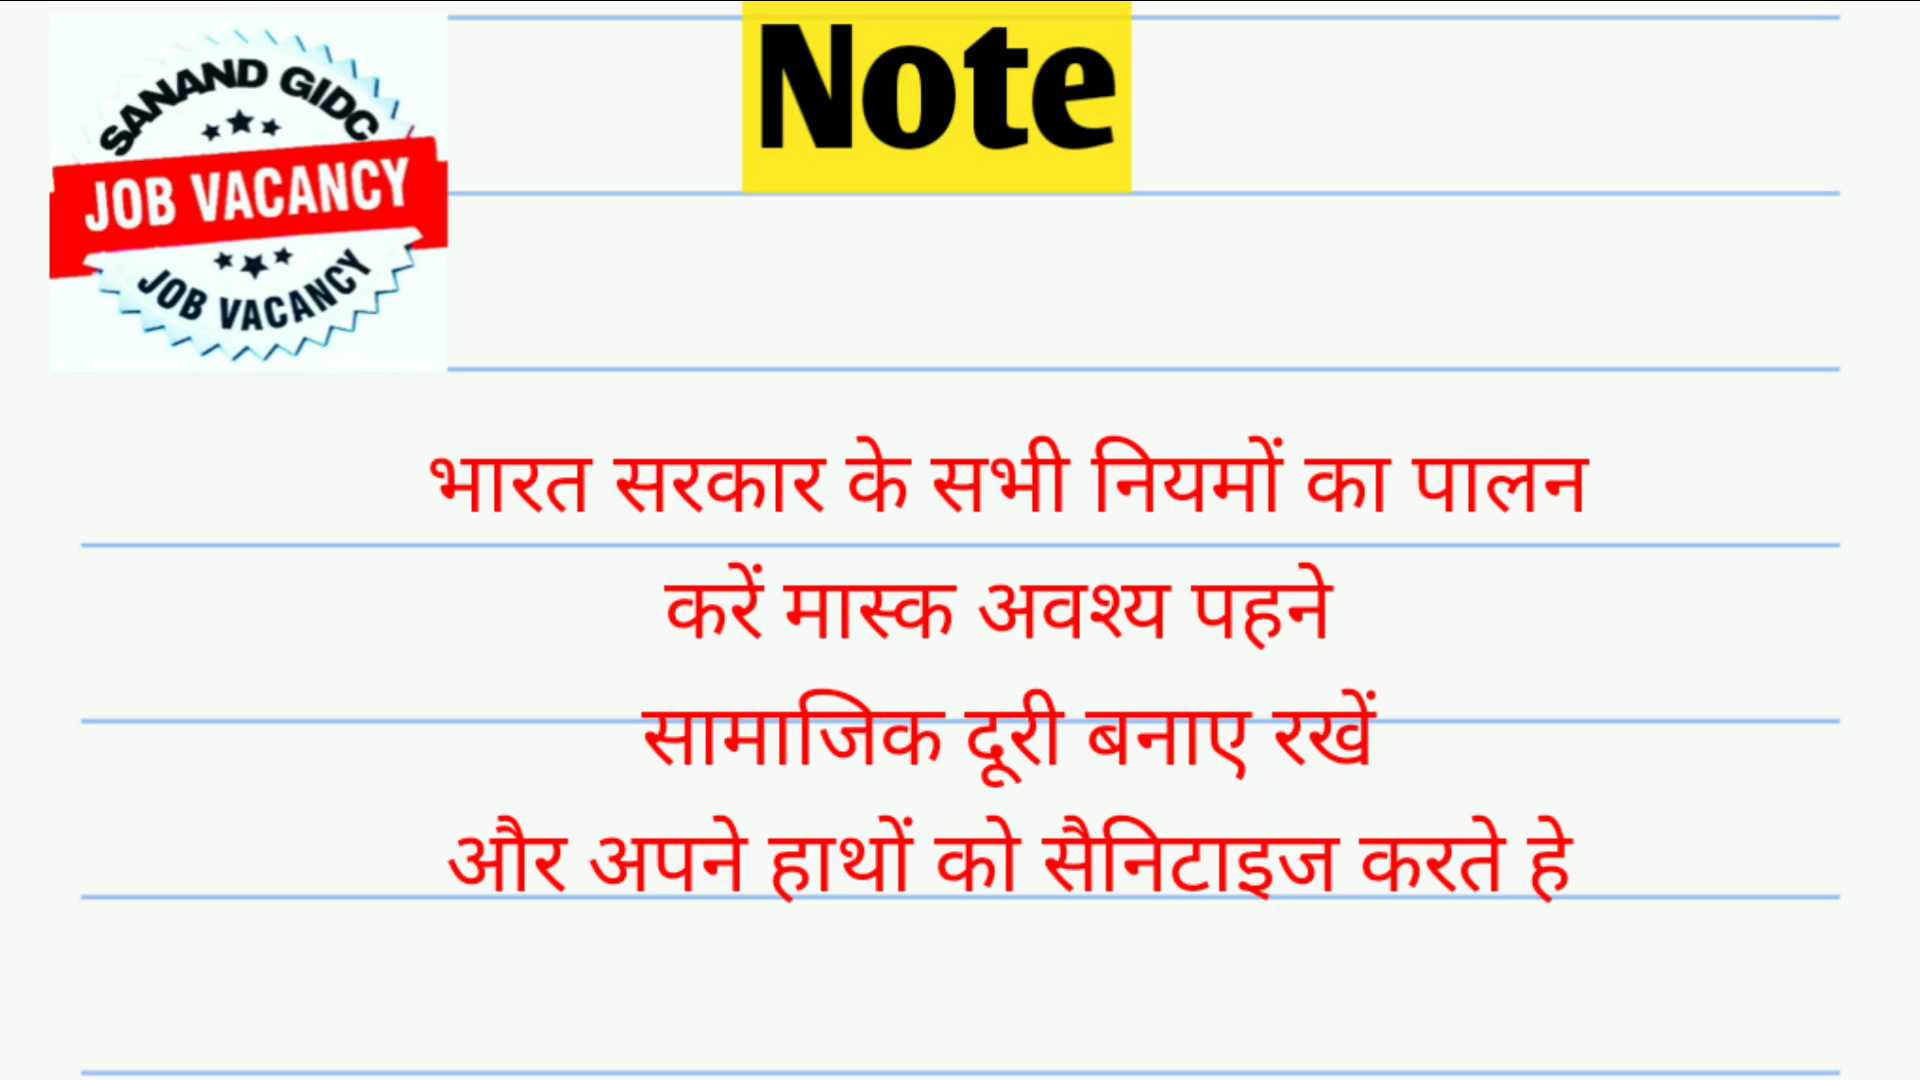 SANAND GIDC
JOB VACANCY
JOB VACANCY
Note
भारत सरकार के सभी नियमों का पालन
करें मास्क अवश्य पहने
सामाजिक दूरी बनाए रखें
और अपने हाथों को सैनिटाइज करते हे